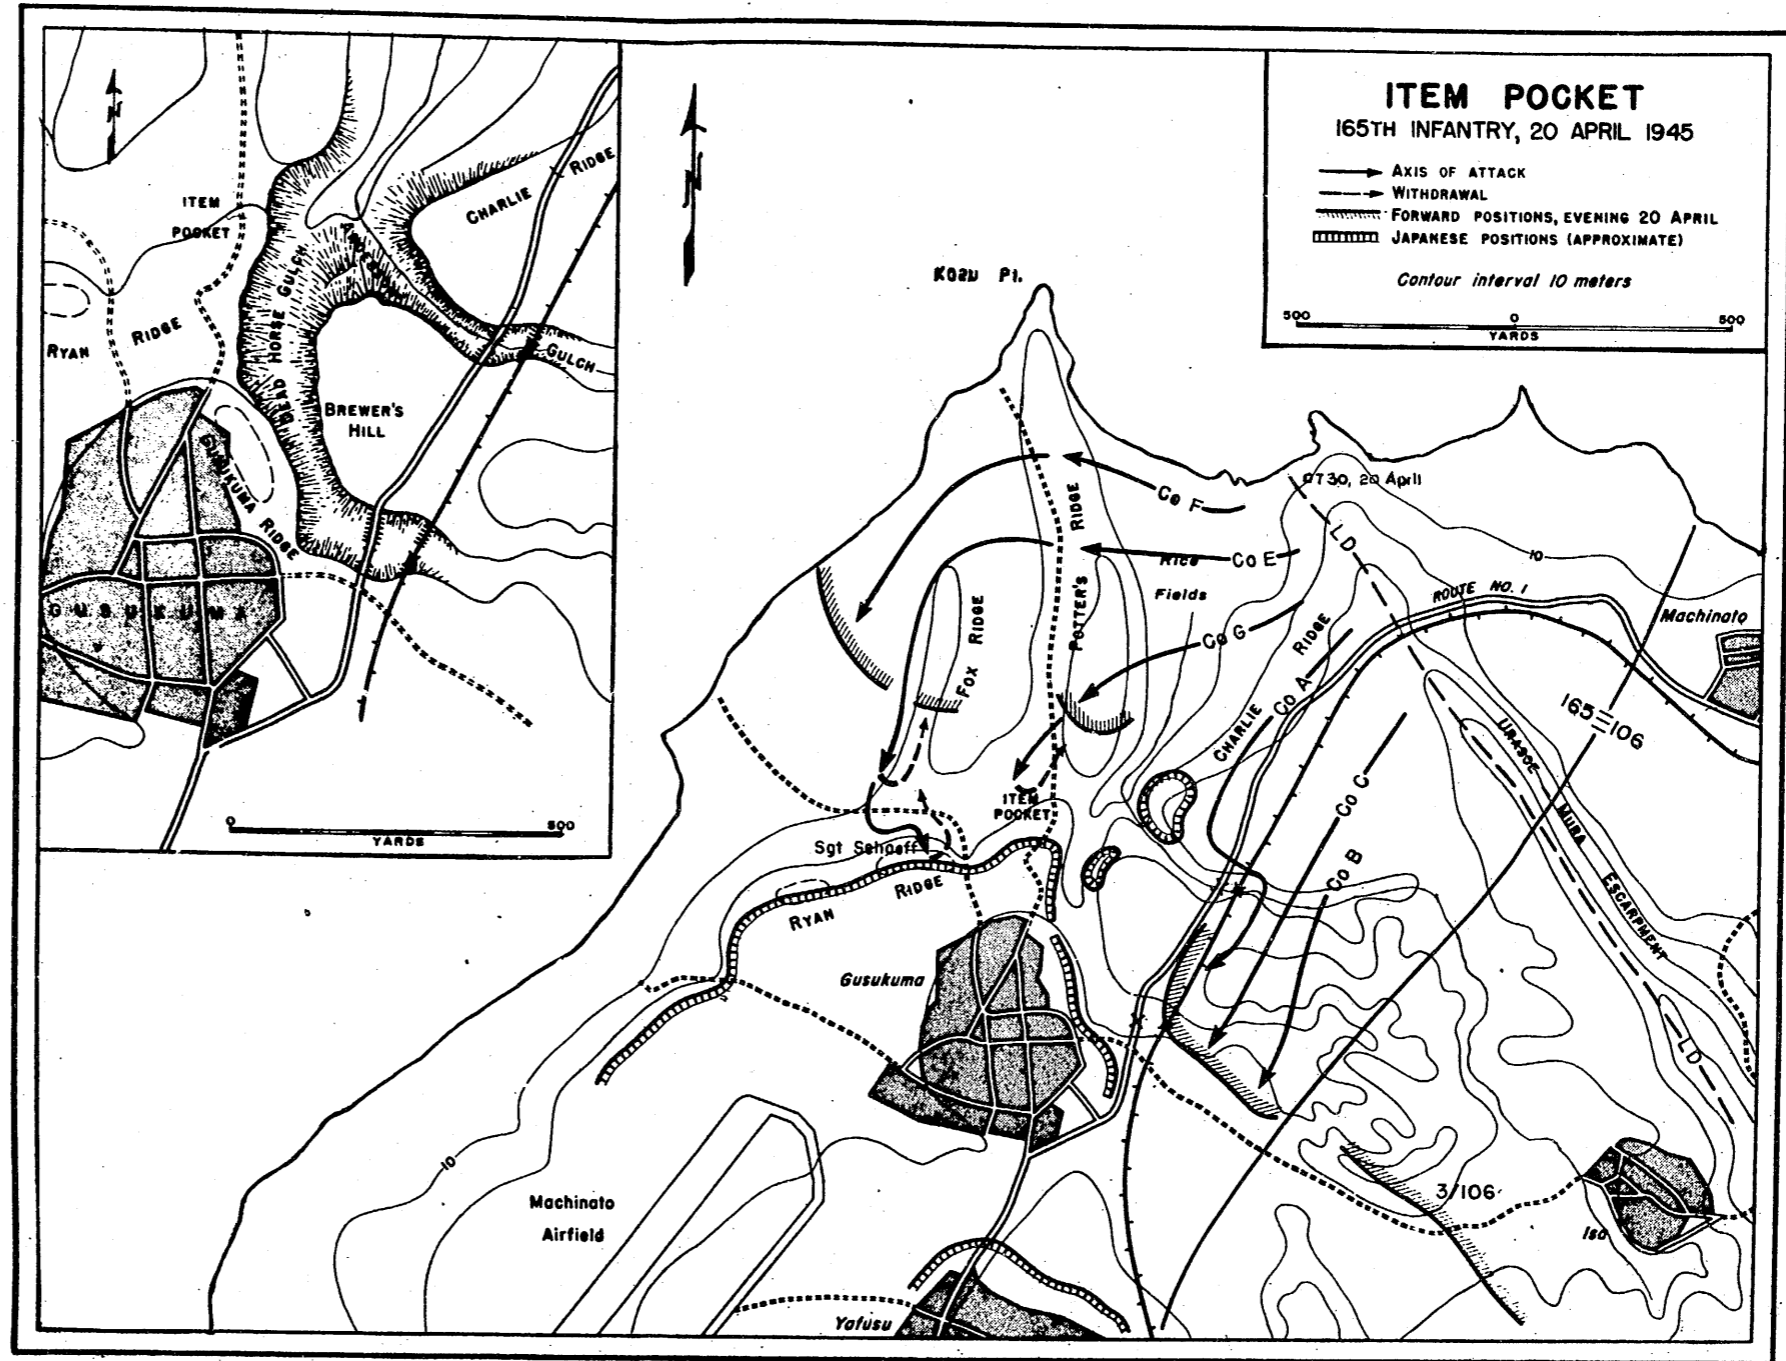 ITEM POCKET
165TH INFANTRY, 20 APRIL 1945
AXIS OF ATTACK
WITHDRAWAL
FORWARD POSITIONS, EVENING 20 APRIL
JAPANESE POSITIONS (APPROXIMATE)
Contour interval 10 meters
500 0 500
YARDS
N
ITEM
POCKET
CHARLIE RIDGE
RYAN RIDGE
DEAD HORSE GULCH
GULCH
BREWER'S
HILL
GUSUKUMA RIDGE
GUSUKUMA
0 500
YARDS
N
Kozu Pt.
0730, 20 April
Co F
LD
Co E
Rice
Fields
10
ROUTE NO. 1
Machinato
POTTER'S RIDGE
FOX RIDGE
Co G
CHARLIE RIDGE
Co A
165 106
URASOE MURA ESCARPMENT
Co C
Co B
ITEM
POCKET
RYAN RIDGE
Gusukuma
LD
10
Machinato
Airfield
3/106
Isa
Yafusu